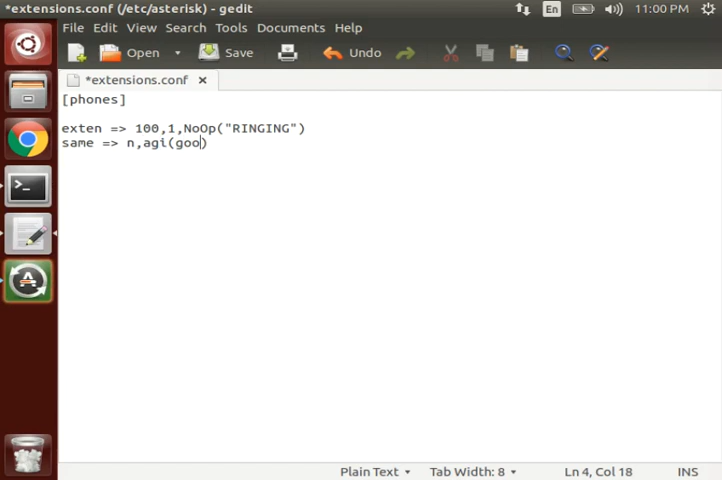 *extensions.conf (/etc/asterisk) - gedit
En
11:00 PM
File Edit View Search Tools Documents Help
Open
Save
Undo
*extensions.conf
[phones]
exten => 100,1,NoOp("RINGING")
same => n,agi(goo)
Plain Text
Tab Width: 8
Ln 4, Col 18
INS